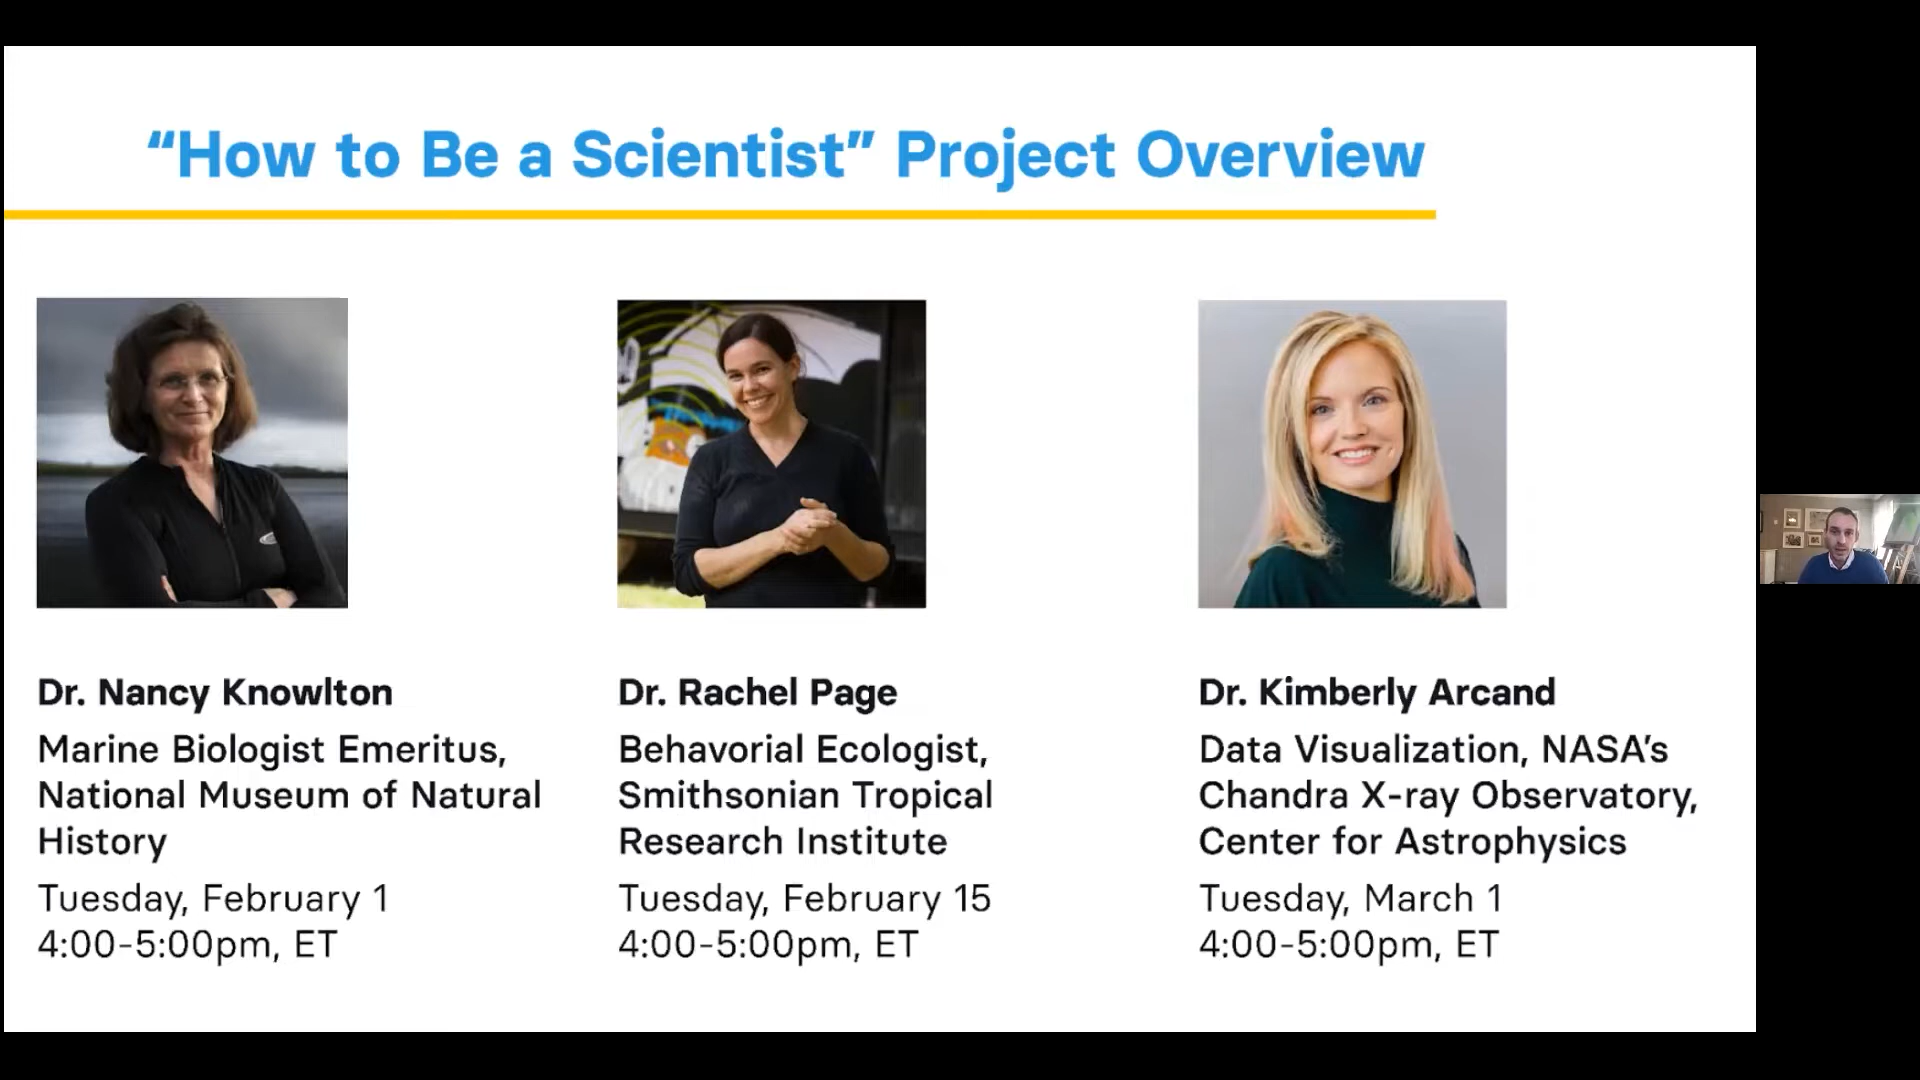 “How to Be a Scientist” Project Overview
Dr. Nancy Knowlton
Marine Biologist Emeritus,
National Museum of Natural
History
Tuesday, February 1
4:00-5:00pm, ET
Dr. Rachel Page
Behavorial Ecologist,
Smithsonian Tropical
Research Institute
Tuesday, February 15
4:00-5:00pm, ET
Dr. Kimberly Arcand
Data Visualization, NASA’s
Chandra X-ray Observatory,
Center for Astrophysics
Tuesday, March 1
4:00-5:00pm, ET